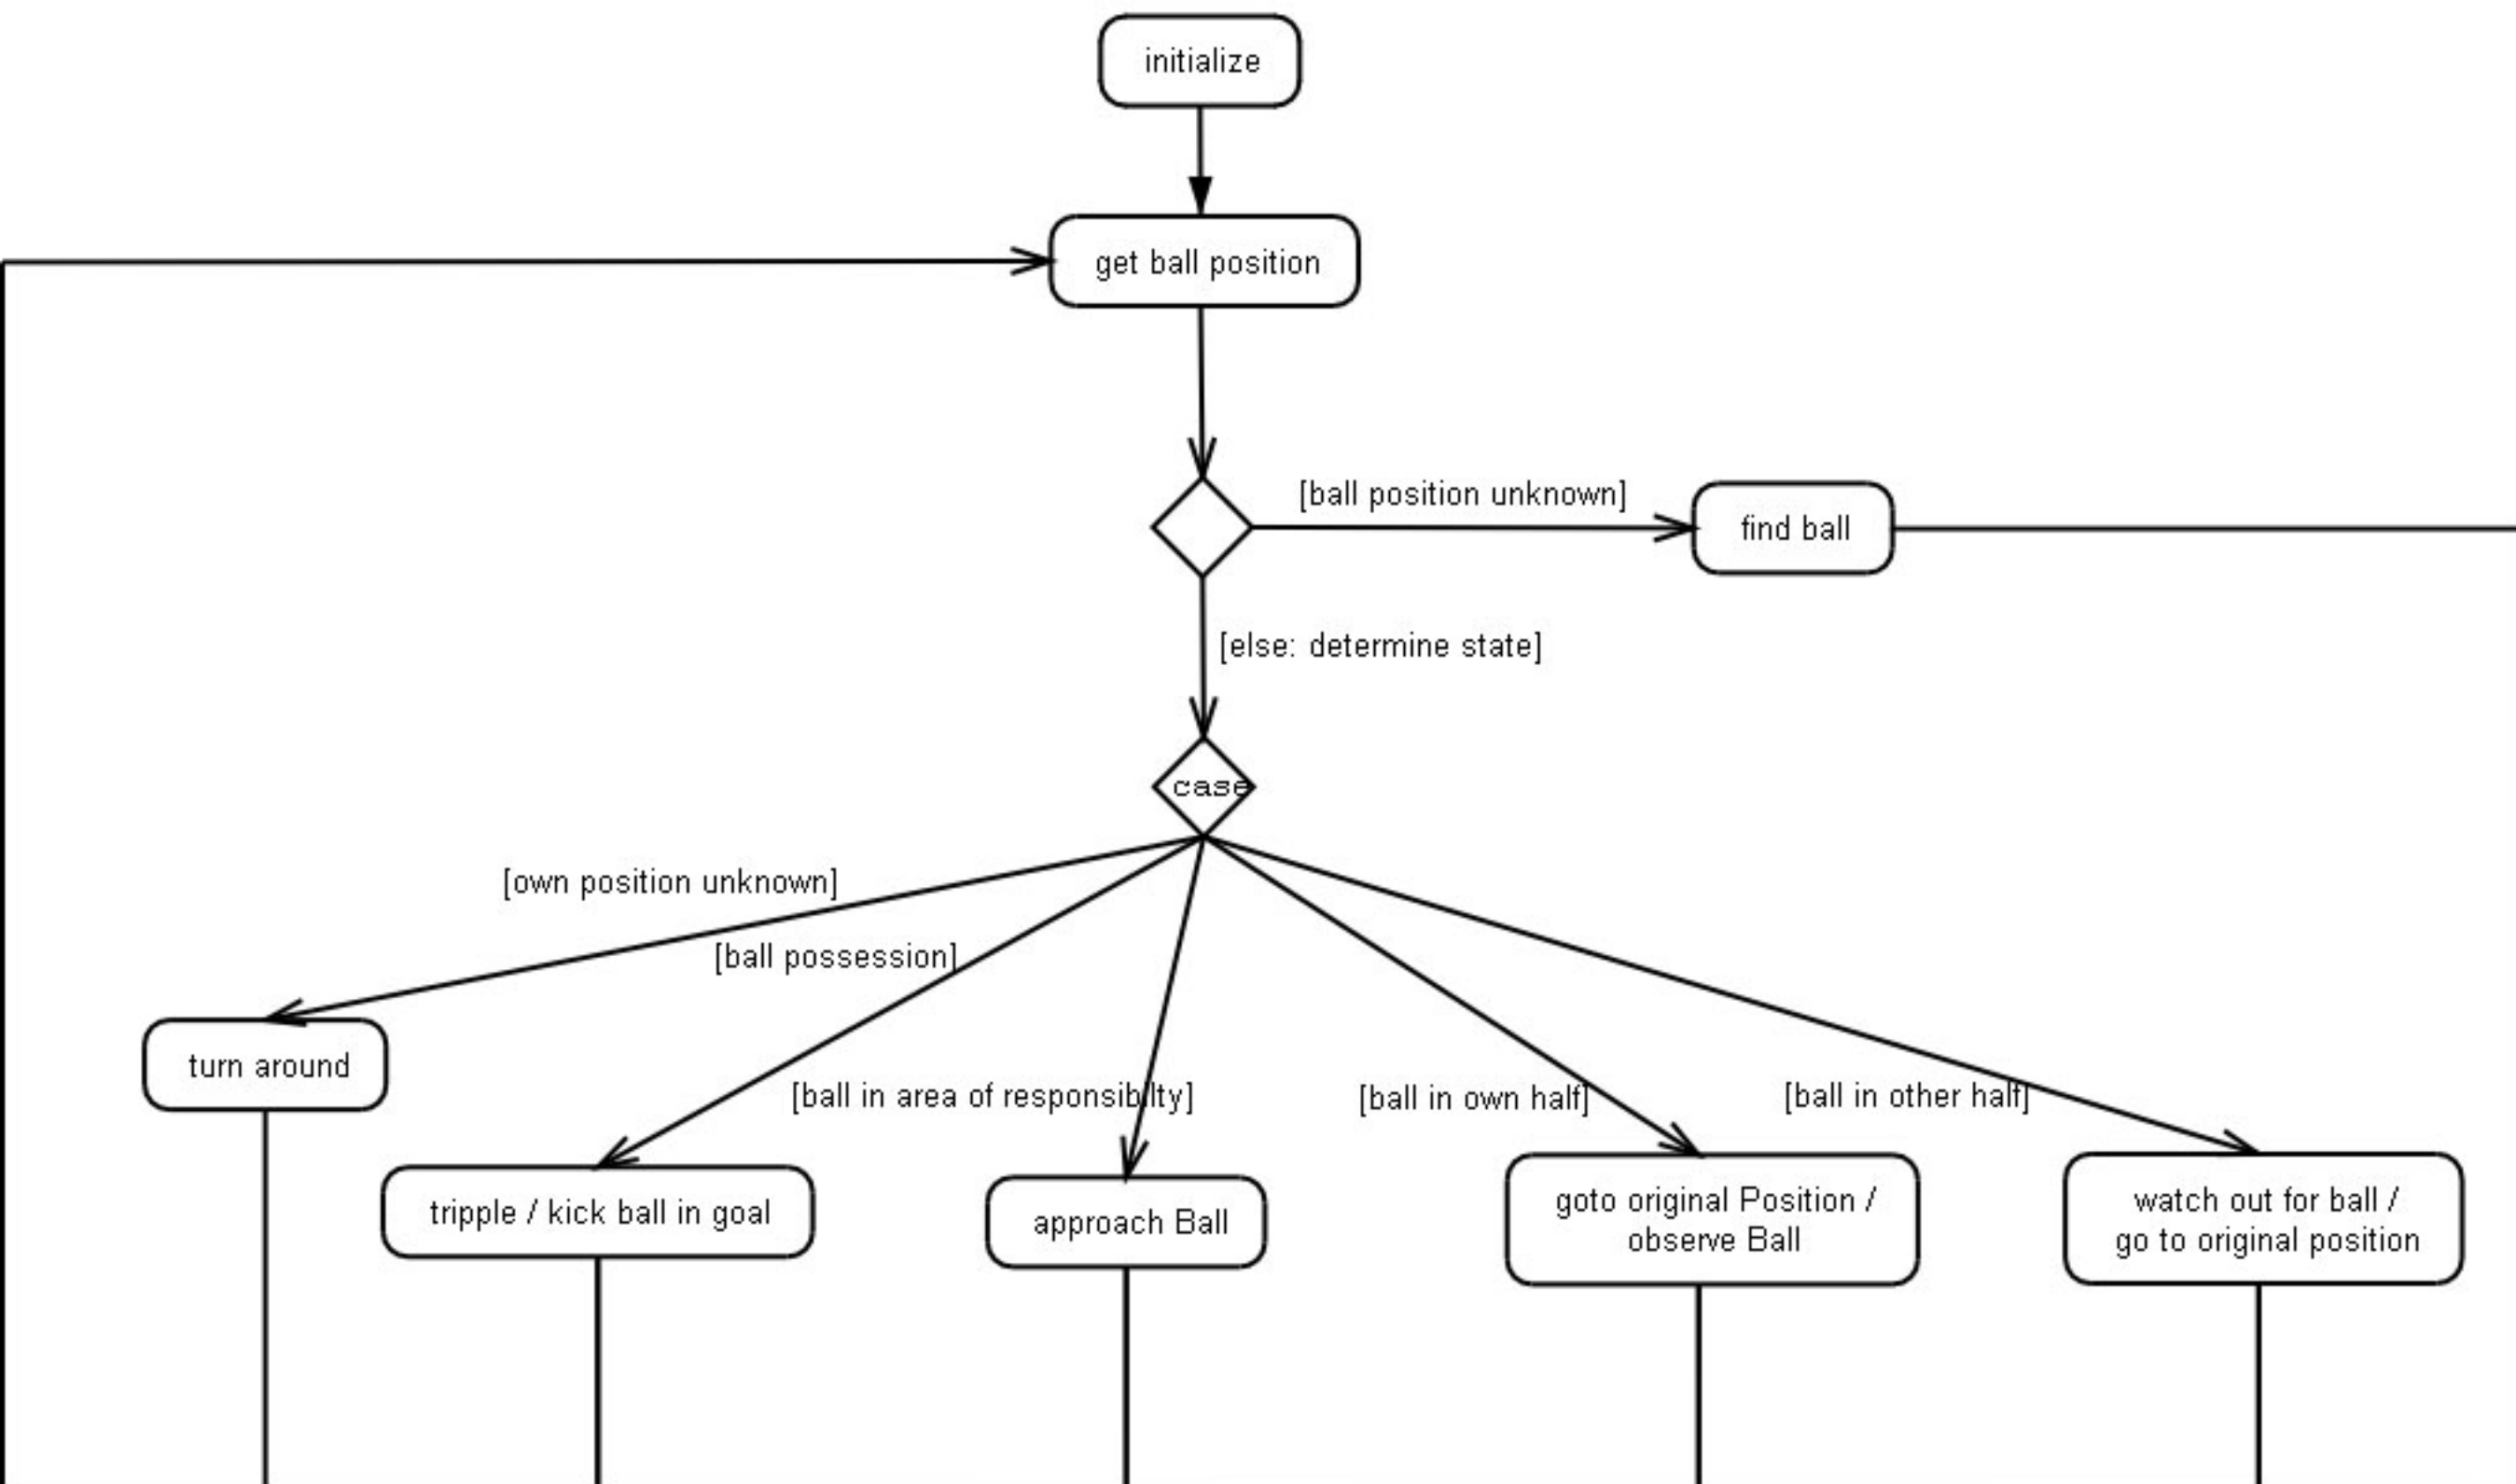 initialize
get ball position
[ball position unknown]
find ball
[else: determine state]
case
[own position unknown]
[ball possession]
turn around
[ball in area of responsibilty]
[ball in own half]
[ball in other half]
tripple / kick ball in goal
approach Ball
goto original Position /
observe Ball
watch out for ball /
go to original position